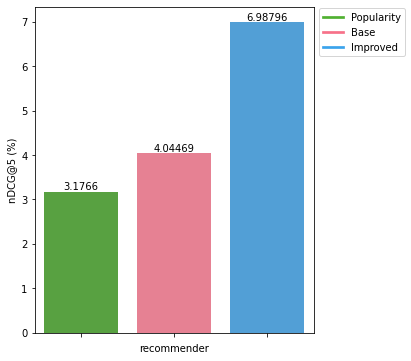 7
6
5
4
3
2
1
0
nDCG@5 (%)
3.1766
4.04469
6.98796
recommender
Popularity
Base
Improved